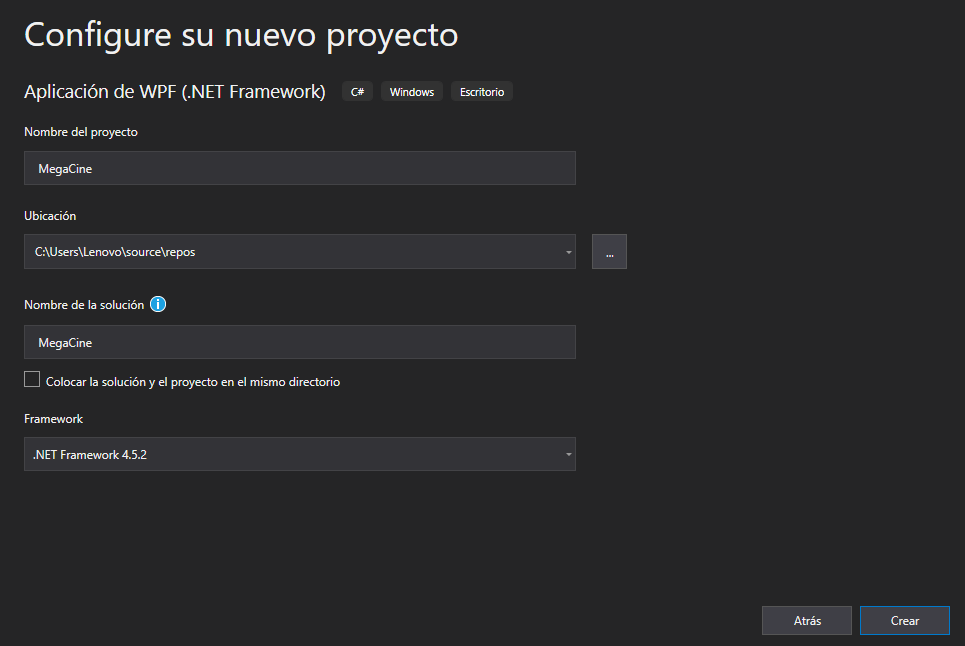 Configure su nuevo proyecto
Aplicación de WPF (.NET Framework) C# Windows Escritorio
Nombre del proyecto
MegaCine
Ubicación
C:\Users\Lenovo\source\repos
...
Nombre de la solución i
MegaCine
Colocar la solución y el proyecto en el mismo directorio
Framework
.NET Framework 4.5.2
Atrás Crear